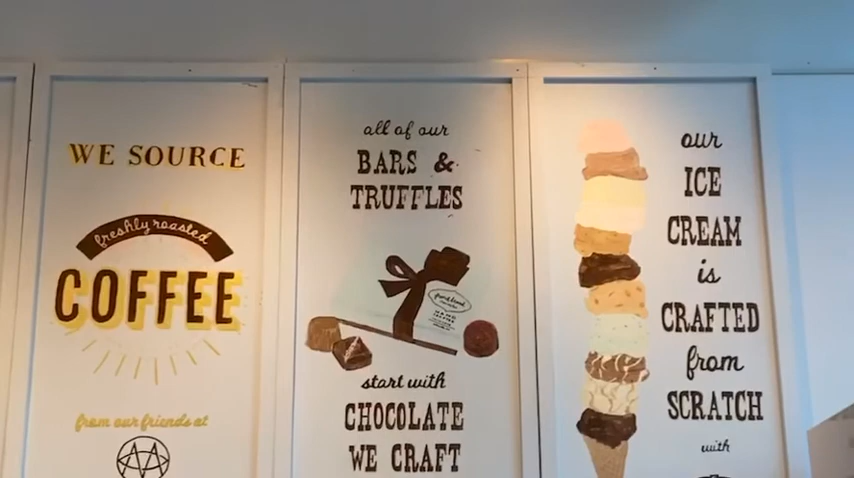 WE SOURCE
freshly roasted
COFFEE
from our friends at
all of our
BARS &
TRUFFLES
start with
CHOCOLATE
WE CRAFT
our
ICE
CREAM
is
CRAFTED
from
SCRATCH
with